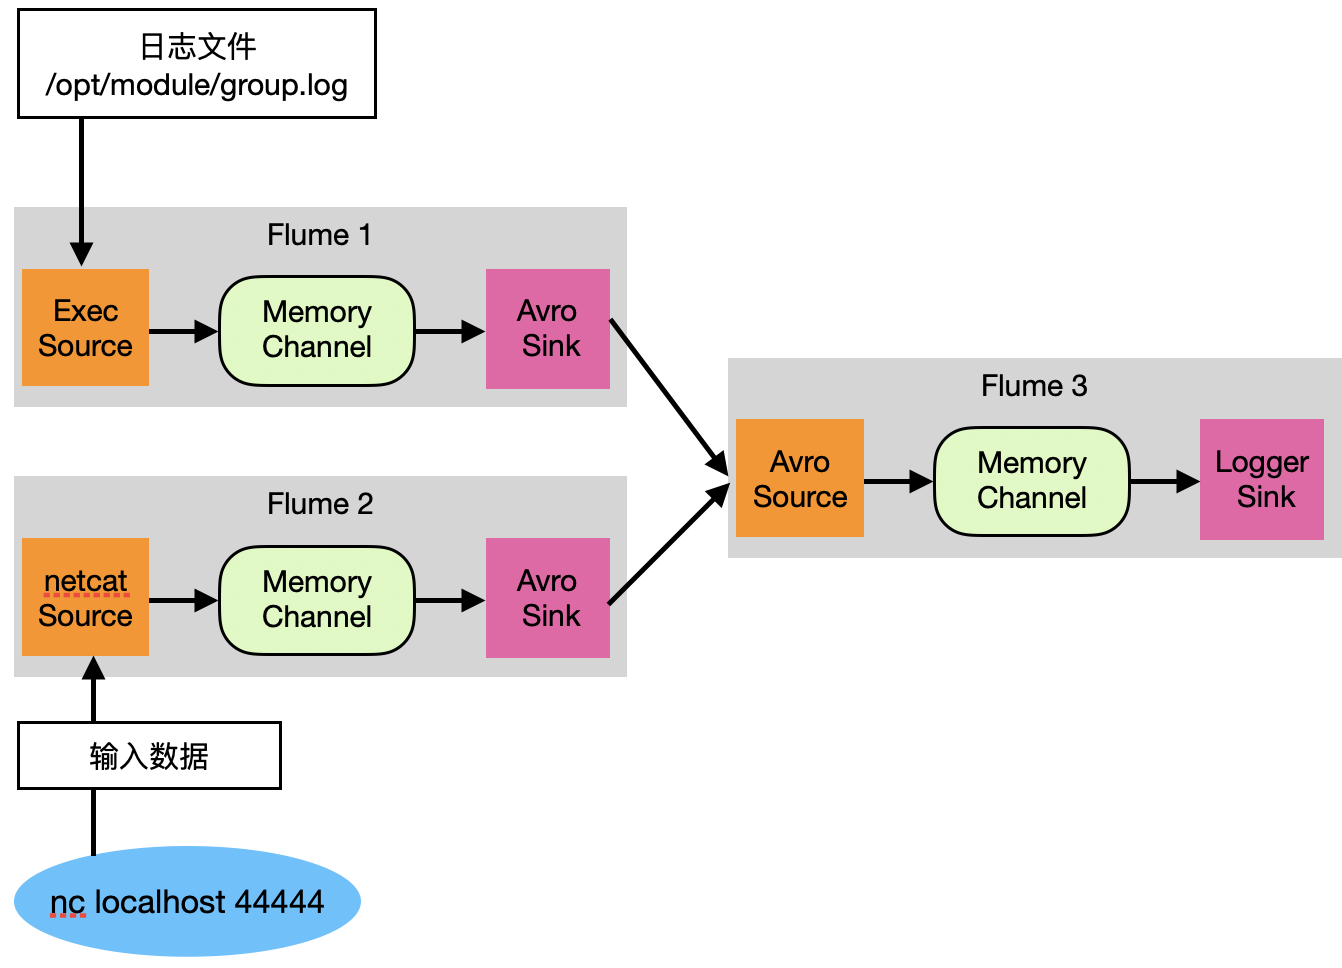 日志文件
/opt/module/group.log
Flume 1
Exec
Source
Memory
Channel
Avro
Sink
Flume 2
netcat
Source
Memory
Channel
Avro
Sink
Flume 3
Avro
Source
Memory
Channel
Logger
Sink
输入数据
nc localhost 44444